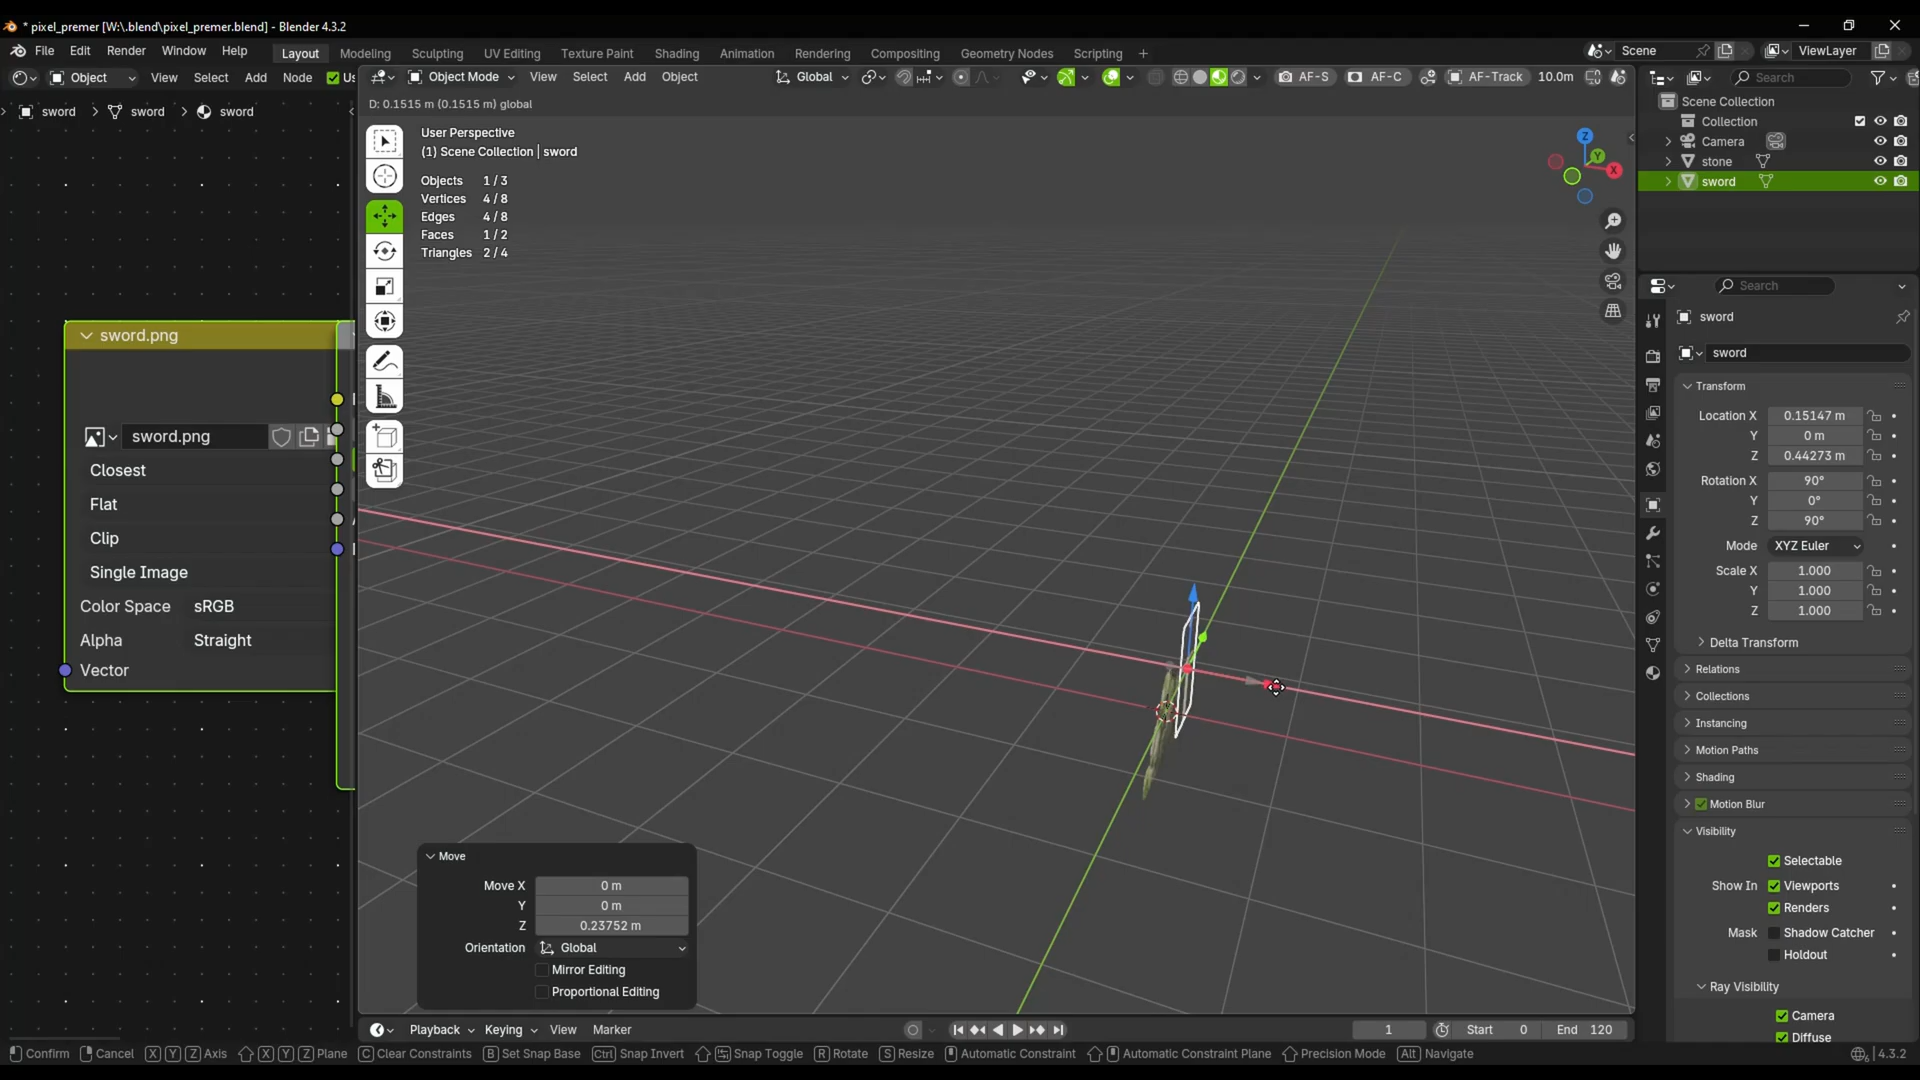 * pixel_premer [W:\.blend\pixel_premer.blend] - Blender 4.3.2
File Edit Render Window Help Layout Modeling Sculpting UV Editing Texture Paint Shading Animation Rendering Compositing Geometry Nodes Scripting + Scene ViewLayer
Object View Select Add Node Us Object Mode View Select Add Object Global AF-S AF-C AF-Track 10.0m Search
sword > sword > sword
D: 0.1515 m (0.1515 m) global
User Perspective
(1) Scene Collection | sword
Objects 1/3
Vertices 4/8
Edges 4/8
Faces 1/2
Triangles 2/4
Z
Y
X
sword.png
sword.png
Closest
Flat
Clip
Single Image
Color Space sRGB
Alpha Straight
Vector
Move
Move X 0 m
Y 0 m
Z 0.23752 m
Orientation Global
Mirror Editing
Proportional Editing
Scene Collection
Collection
Camera
stone
sword
Search
sword
sword
Transform
Location X 0.15147 m
Y 0 m
Z 0.44273 m
Rotation X 90°
Y 0°
Z 90°
Mode XYZ Euler
Scale X 1.000
Y 1.000
Z 1.000
Delta Transform
Relations
Collections
Instancing
Motion Paths
Shading
Motion Blur
Visibility
Selectable
Show In Viewports
Renders
Mask Shadow Catcher
Holdout
Ray Visibility
Camera
Diffuse
Playback Keying View Marker 1 Start 0 End 120
Confirm Cancel X Y Z Axis X Y Z Plane C Clear Constraints B Set Snap Base Ctrl Snap Invert Snap Toggle R Rotate S Resize Automatic Constraint Automatic Constraint Plane Precision Mode Alt Navigate 4.3.2